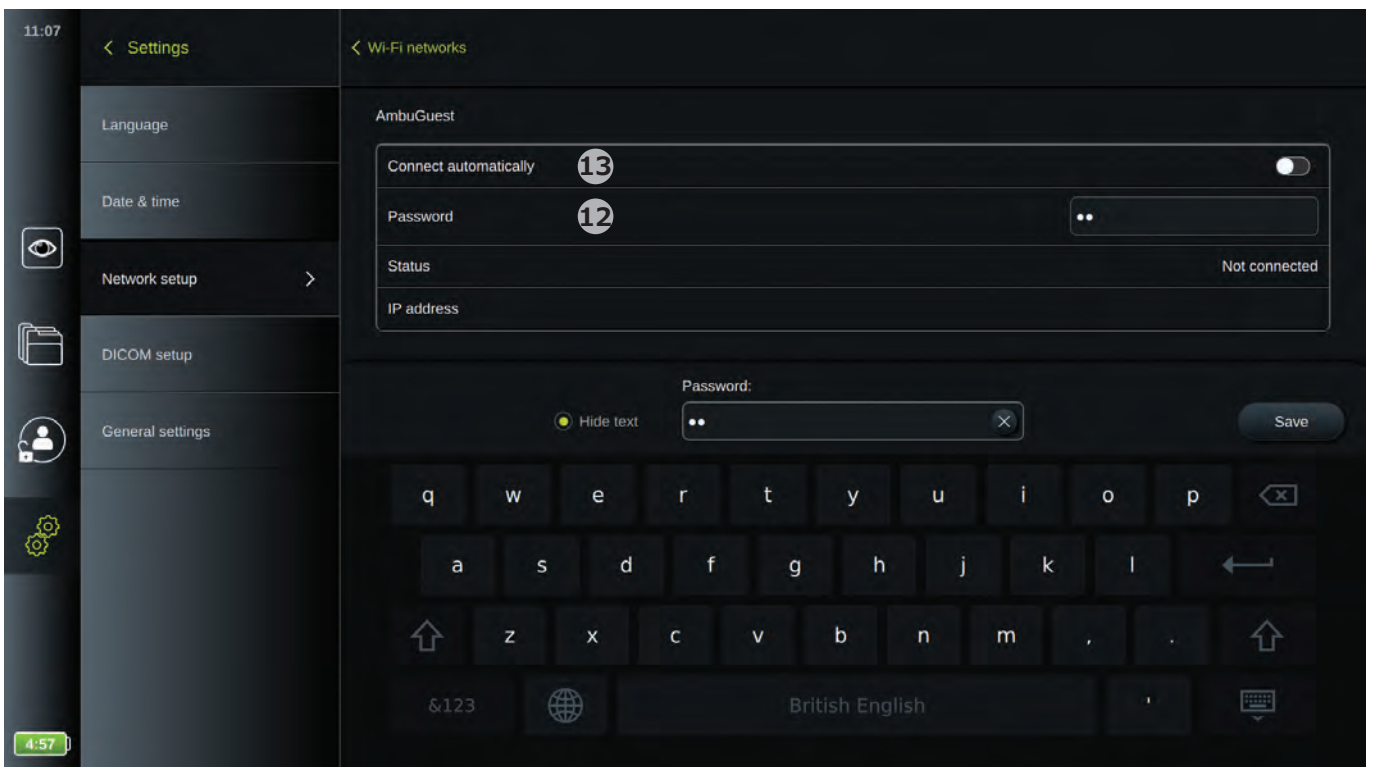 11:07
Settings
Wi-Fi networks
Language
Date & time
Network setup
DICOM setup
General settings
AmbuGuest
Connect automatically 13
Password 12 ••
Status Not connected
IP address
Password:
Hide text •• Save
q w e r t y u i o p
a s d f g h j k l
z x c v b n m , .
&123 British English '
4:57